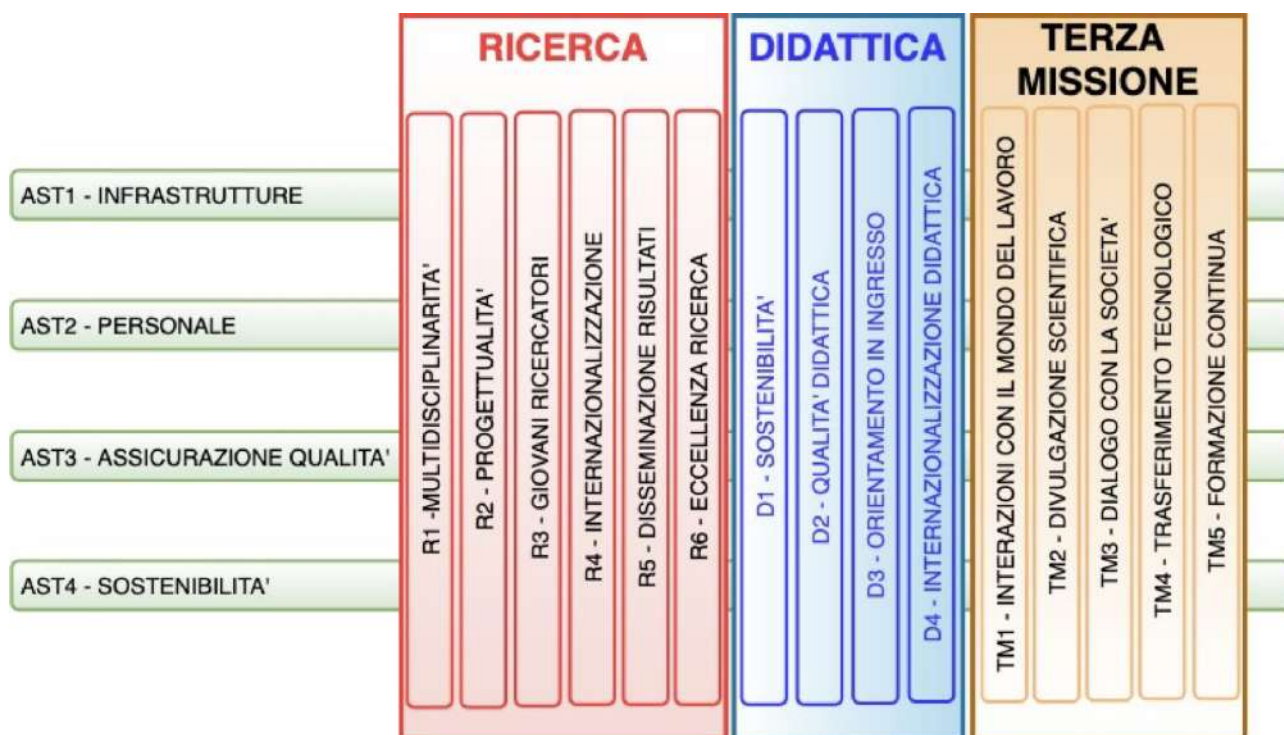 RICERCA
DIDATTICA
TERZA
MISSIONE
AST1 - INFRASTRUTTURE
AST2 - PERSONALE
AST3 - ASSICURAZIONE QUALITA'
AST4 - SOSTENIBILITA'
R1 -MULTIDISCIPLINARITA'
R2 - PROGETTUALITA'
R3 - GIOVANI RICERCATORI
R4 - INTERNAZIONALIZZAZIONE
R5 - DISSEMINAZIONE RISULTATI
R6 - ECCELLENZA RICERCA
D1 - SOSTENIBILITA'
D2 - QUALITA' DIDATTICA
D3 - ORIENTAMENTO IN INGRESSO
D4 - INTERNAZIONALIZZAZIONE DIDATTICA
TM1 - INTERAZIONI CON IL MONDO DEL LAVORO
TM2 - DIVULGAZIONE SCIENTIFICA
TM3 - DIALOGO CON LA SOCIETA'
TM4 - TRASFERIMENTO TECNOLOGICO
TM5 - FORMAZIONE CONTINUA